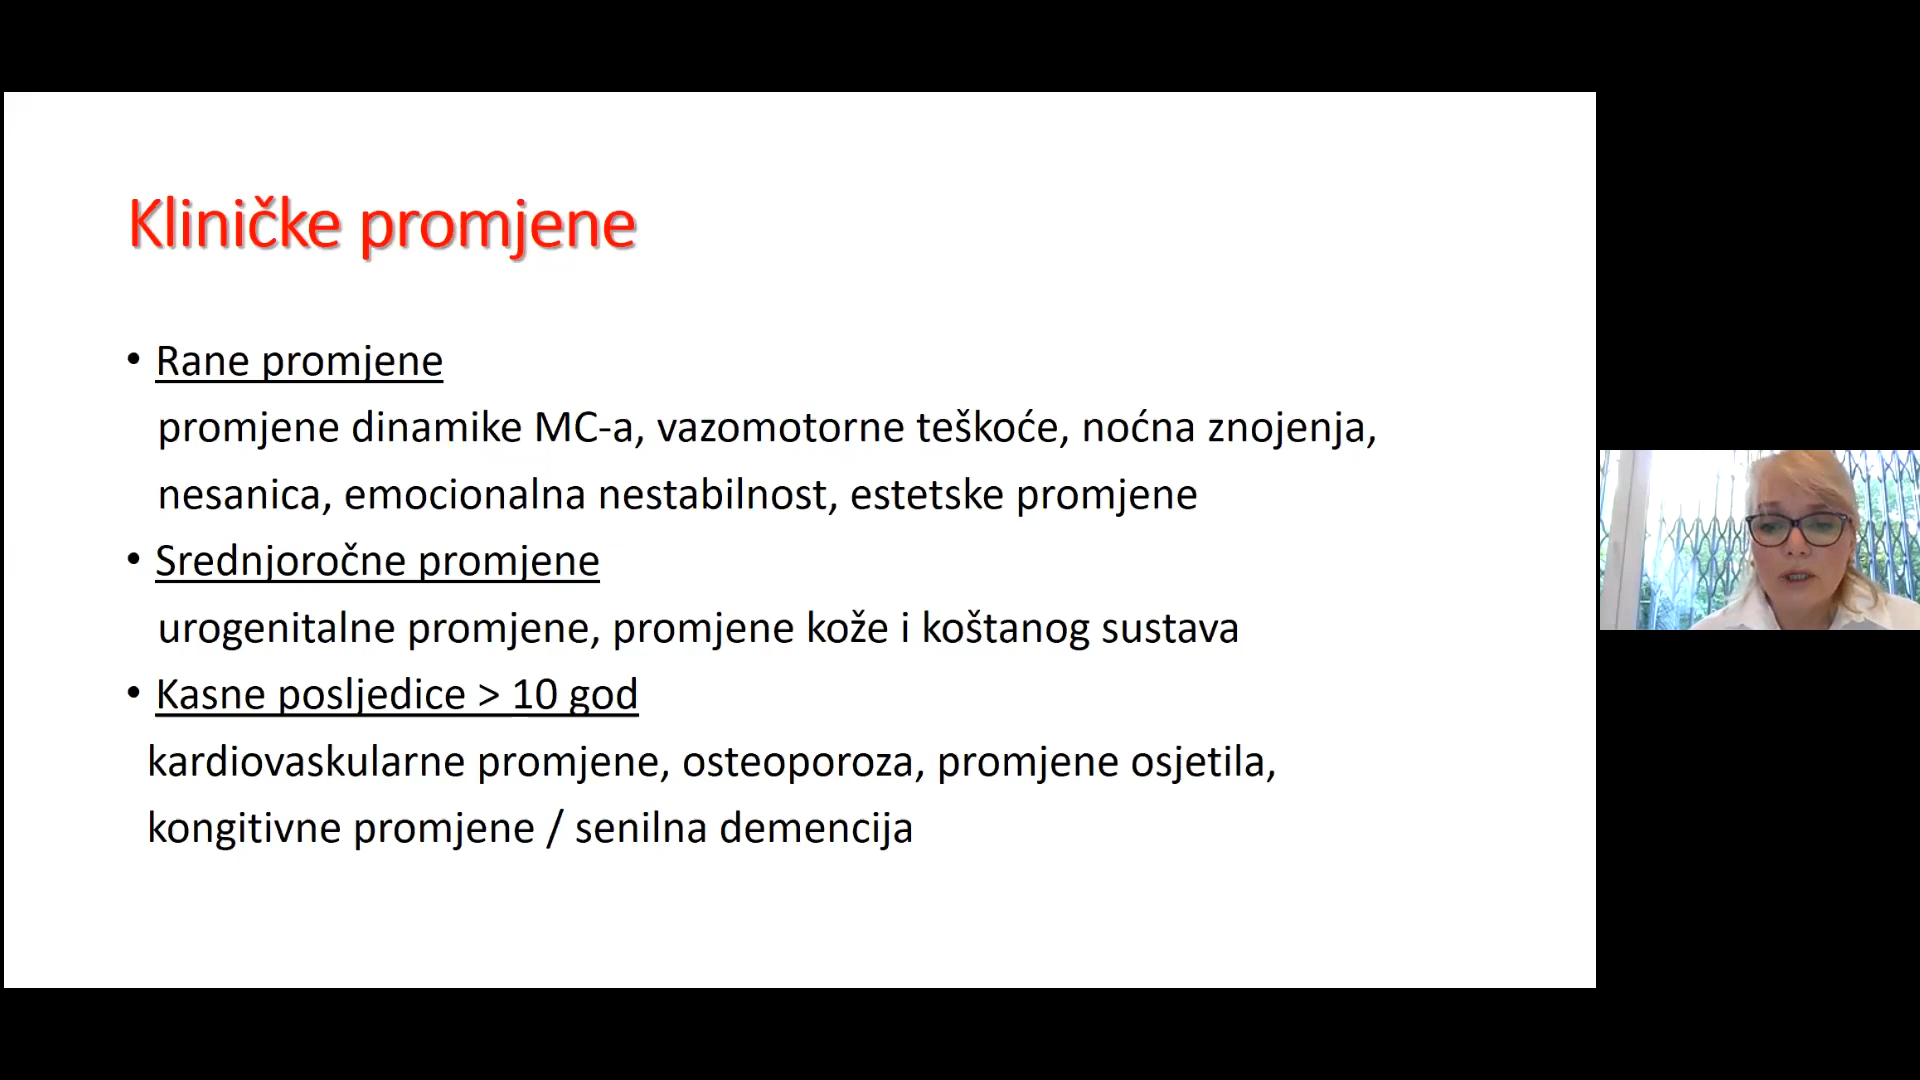 Kliničke promjene
• Rane promjene
promjene dinamike MC-a, vazomotorne teškoće, noćna znojenja,
nesanica, emocionalna nestabilnost, estetske promjene
• Srednjoročne promjene
urogenitalne promjene, promjene kože i koštanog sustava
• Kasne posljedice > 10 god
kardiovaskularne promjene, osteoporoza, promjene osjetila,
kongitivne promjene / senilna demencija